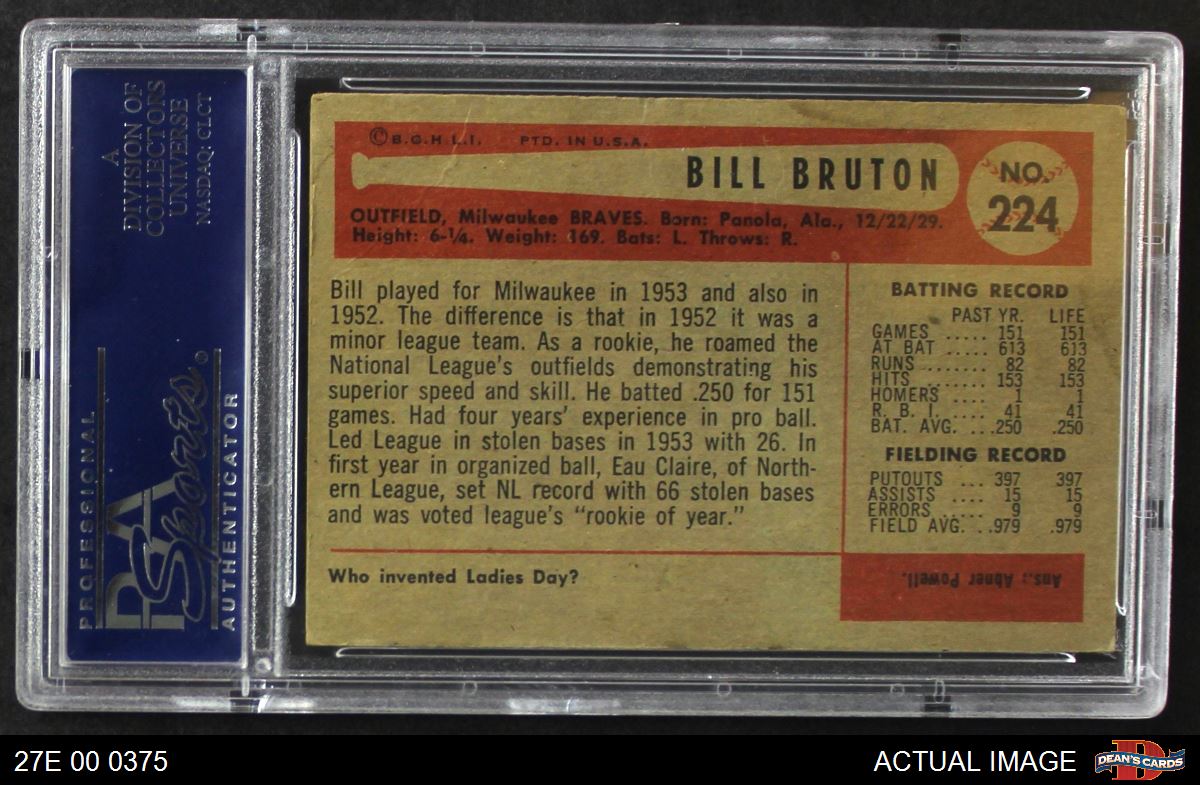 A
DIVISION OF
COLLECTORS
UNIVERSE
NASDAQ: CLCT
PROFESSIONAL
PSA
Sports
AUTHENTICATOR
©B.G.H.L.I. PTD. IN U.S.A.
BILL BRUTON
NO.
224
OUTFIELD, Milwaukee BRAVES. Born: Panola, Ala., 12/22/29.
Height: 6-¼. Weight: 169. Bats: L. Throws: R.
Bill played for Milwaukee in 1953 and also in
1952. The difference is that in 1952 it was a
minor league team. As a rookie, he roamed the
National League's outfields demonstrating his
superior speed and skill. He batted .250 for 151
games. Had four years' experience in pro ball.
Led League in stolen bases in 1953 with 26. In
first year in organized ball, Eau Claire, of North-
ern League, set NL record with 66 stolen bases
and was voted league's "rookie of year."
BATTING RECORD
PAST YR. LIFE
GAMES ..... 151 151
AT BAT ..... 613 613
RUNS ....... 82 82
HITS ....... 153 153
HOMERS .... 1 1
R. B. I. .... 41 41
BAT. AVG. ... .250 .250
FIELDING RECORD
PUTOUTS ... 397 397
ASSISTS .... 15 15
ERRORS ..... 9 9
FIELD AVG. .979 .979
Who invented Ladies Day?
Ans.: Abner Powell.
27E 00 0375
ACTUAL IMAGE
D
DEAN'S CARDS